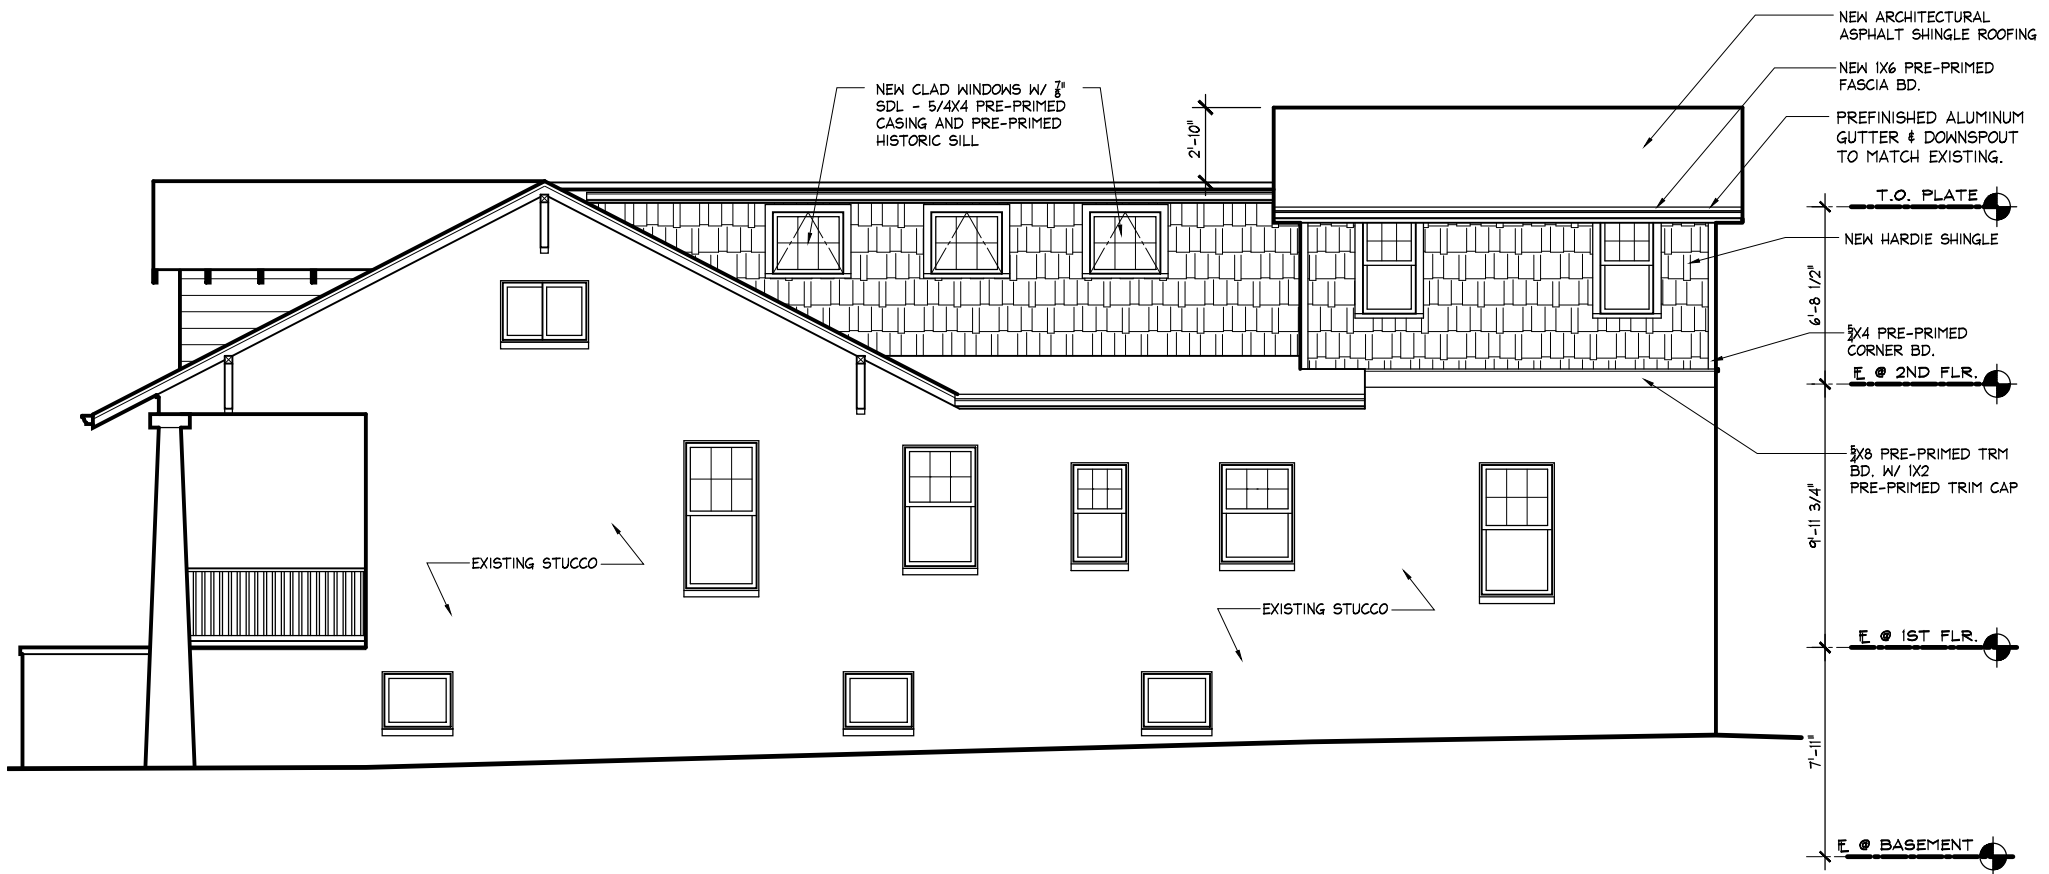 NEW ARCHITECTURAL
ASPHALT SHINGLE ROOFING
NEW 1X6 PRE-PRIMED
FASCIA BD.
PREFINISHED ALUMINUM
GUTTER & DOWNSPOUT
TO MATCH EXISTING.
NEW CLAD WINDOWS W/ 7/8"
SDL - 5/4X4 PRE-PRIMED
CASING AND PRE-PRIMED
HISTORIC SILL
2'-10"
T.O. PLATE
NEW HARDIE SHINGLE
6'-8 1/2"
5/4X4 PRE-PRIMED
CORNER BD.
FL @ 2ND FLR.
5/4X8 PRE-PRIMED TRM
BD. W/ 1X2
PRE-PRIMED TRIM CAP
9'-11 3/4"
EXISTING STUCCO
EXISTING STUCCO
FL @ 1ST FLR.
7'-11"
FL @ BASEMENT